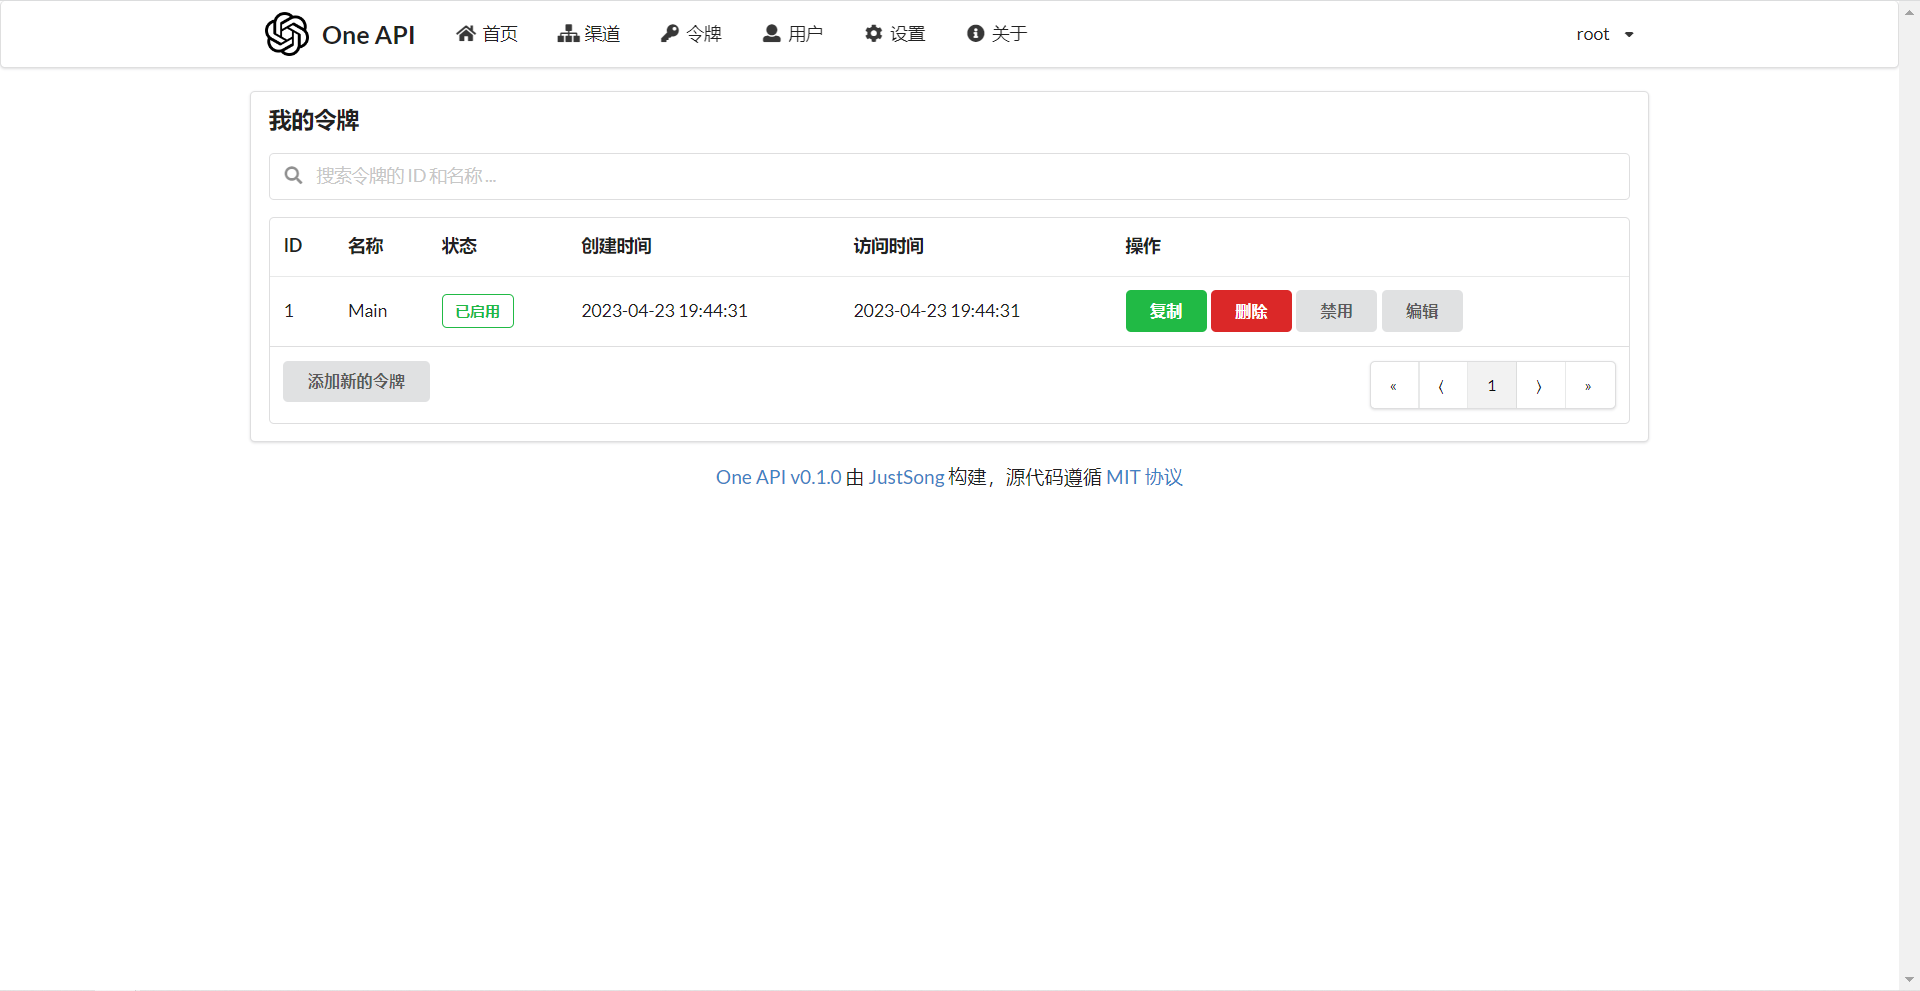 One API 首页 渠道 令牌 用户 设置 关于 root
我的令牌
搜索令牌的 ID 和名称 ...
ID 名称 状态 创建时间 访问时间 操作
1 Main 已启用 2023-04-23 19:44:31 2023-04-23 19:44:31 复制 删除 禁用 编辑
添加新的令牌 « ⟨ 1 ⟩ »
One API v0.1.0 由 JustSong 构建，源代码遵循 MIT 协议